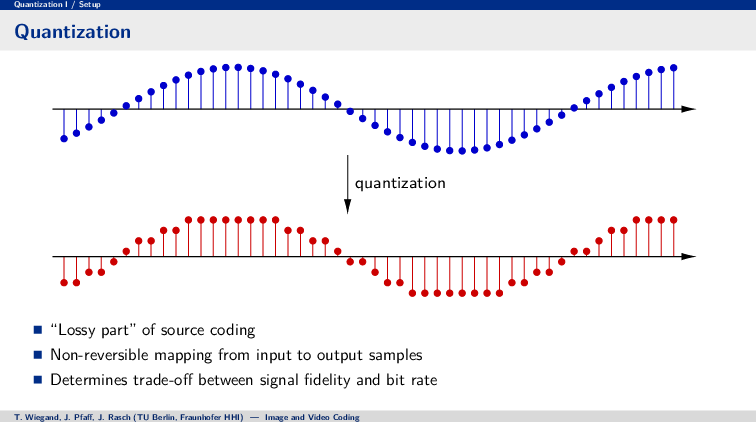 Quantization I / Setup
Quantization
quantization
■ “Lossy part” of source coding
■ Non-reversible mapping from input to output samples
■ Determines trade-off between signal fidelity and bit rate
T. Wiegand, J. Pfaff, J. Rasch (TU Berlin, Fraunhofer HHI) — Image and Video Coding